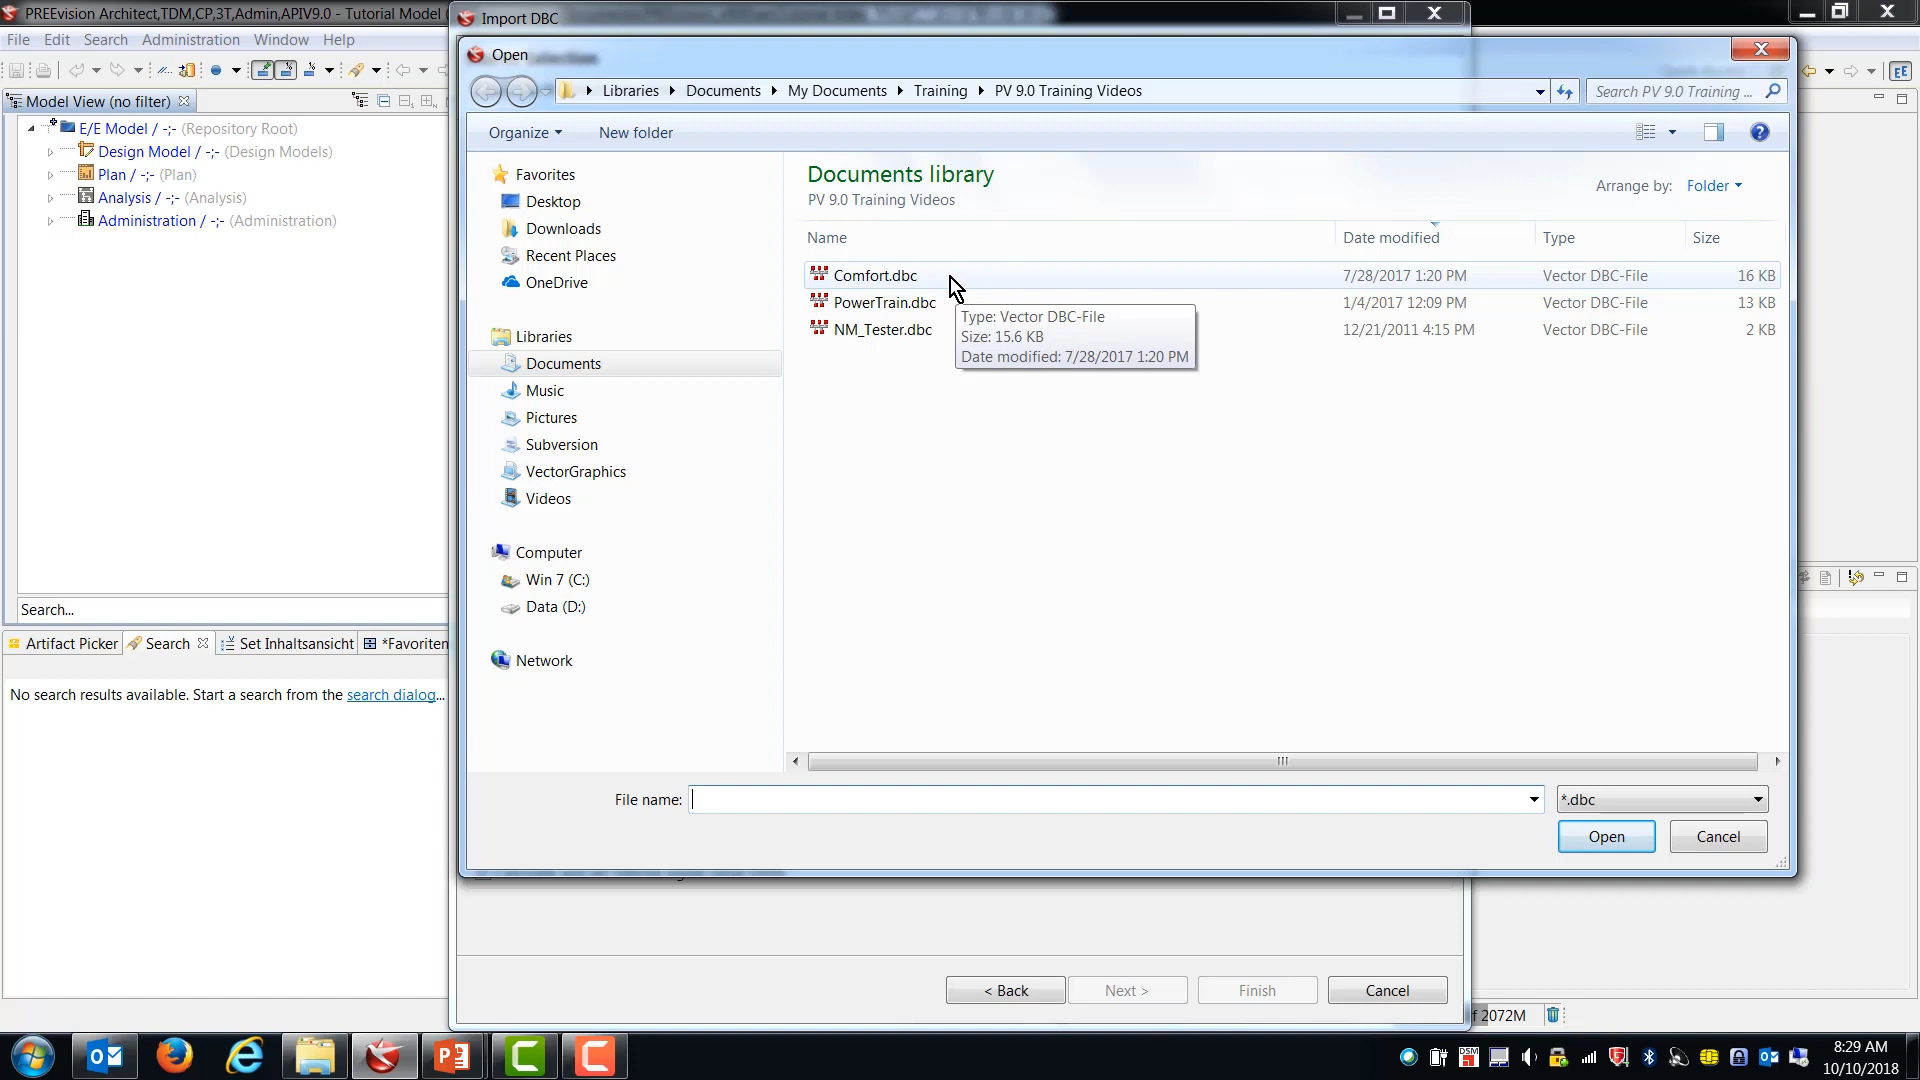 PREEvision Architect,TDM,CP,3T,Admin,APIV9.0 - Tutorial Model (
File Edit Search Administration Window Help
Model View (no filter)
E/E Model / -;- (Repository Root)
Design Model / -;- (Design Models)
Plan / -;- (Plan)
Analysis / -;- (Analysis)
Administration / -;- (Administration)
Search...
Artifact Picker Search Set Inhaltsansicht *Favoriten
No search results available. Start a search from the search dialog...
Import DBC
Open
Libraries Documents My Documents Training PV 9.0 Training Videos
Search PV 9.0 Training ...
Organize New folder
Favorites
Desktop
Downloads
Recent Places
OneDrive
Libraries
Documents
Music
Pictures
Subversion
VectorGraphics
Videos
Computer
Win 7 (C:)
Data (D:)
Network
Documents library
PV 9.0 Training Videos
Arrange by: Folder
Name Date modified Type Size
Comfort.dbc 7/28/2017 1:20 PM Vector DBC-File 16 KB
PowerTrain.dbc 1/4/2017 12:09 PM Vector DBC-File 13 KB
NM_Tester.dbc 12/21/2011 4:15 PM Vector DBC-File 2 KB
Type: Vector DBC-File
Size: 15.6 KB
Date modified: 7/28/2017 1:20 PM
File name: *.dbc
Open Cancel
< Back Next > Finish Cancel
f 2072M
EE
8:29 AM
10/10/2018